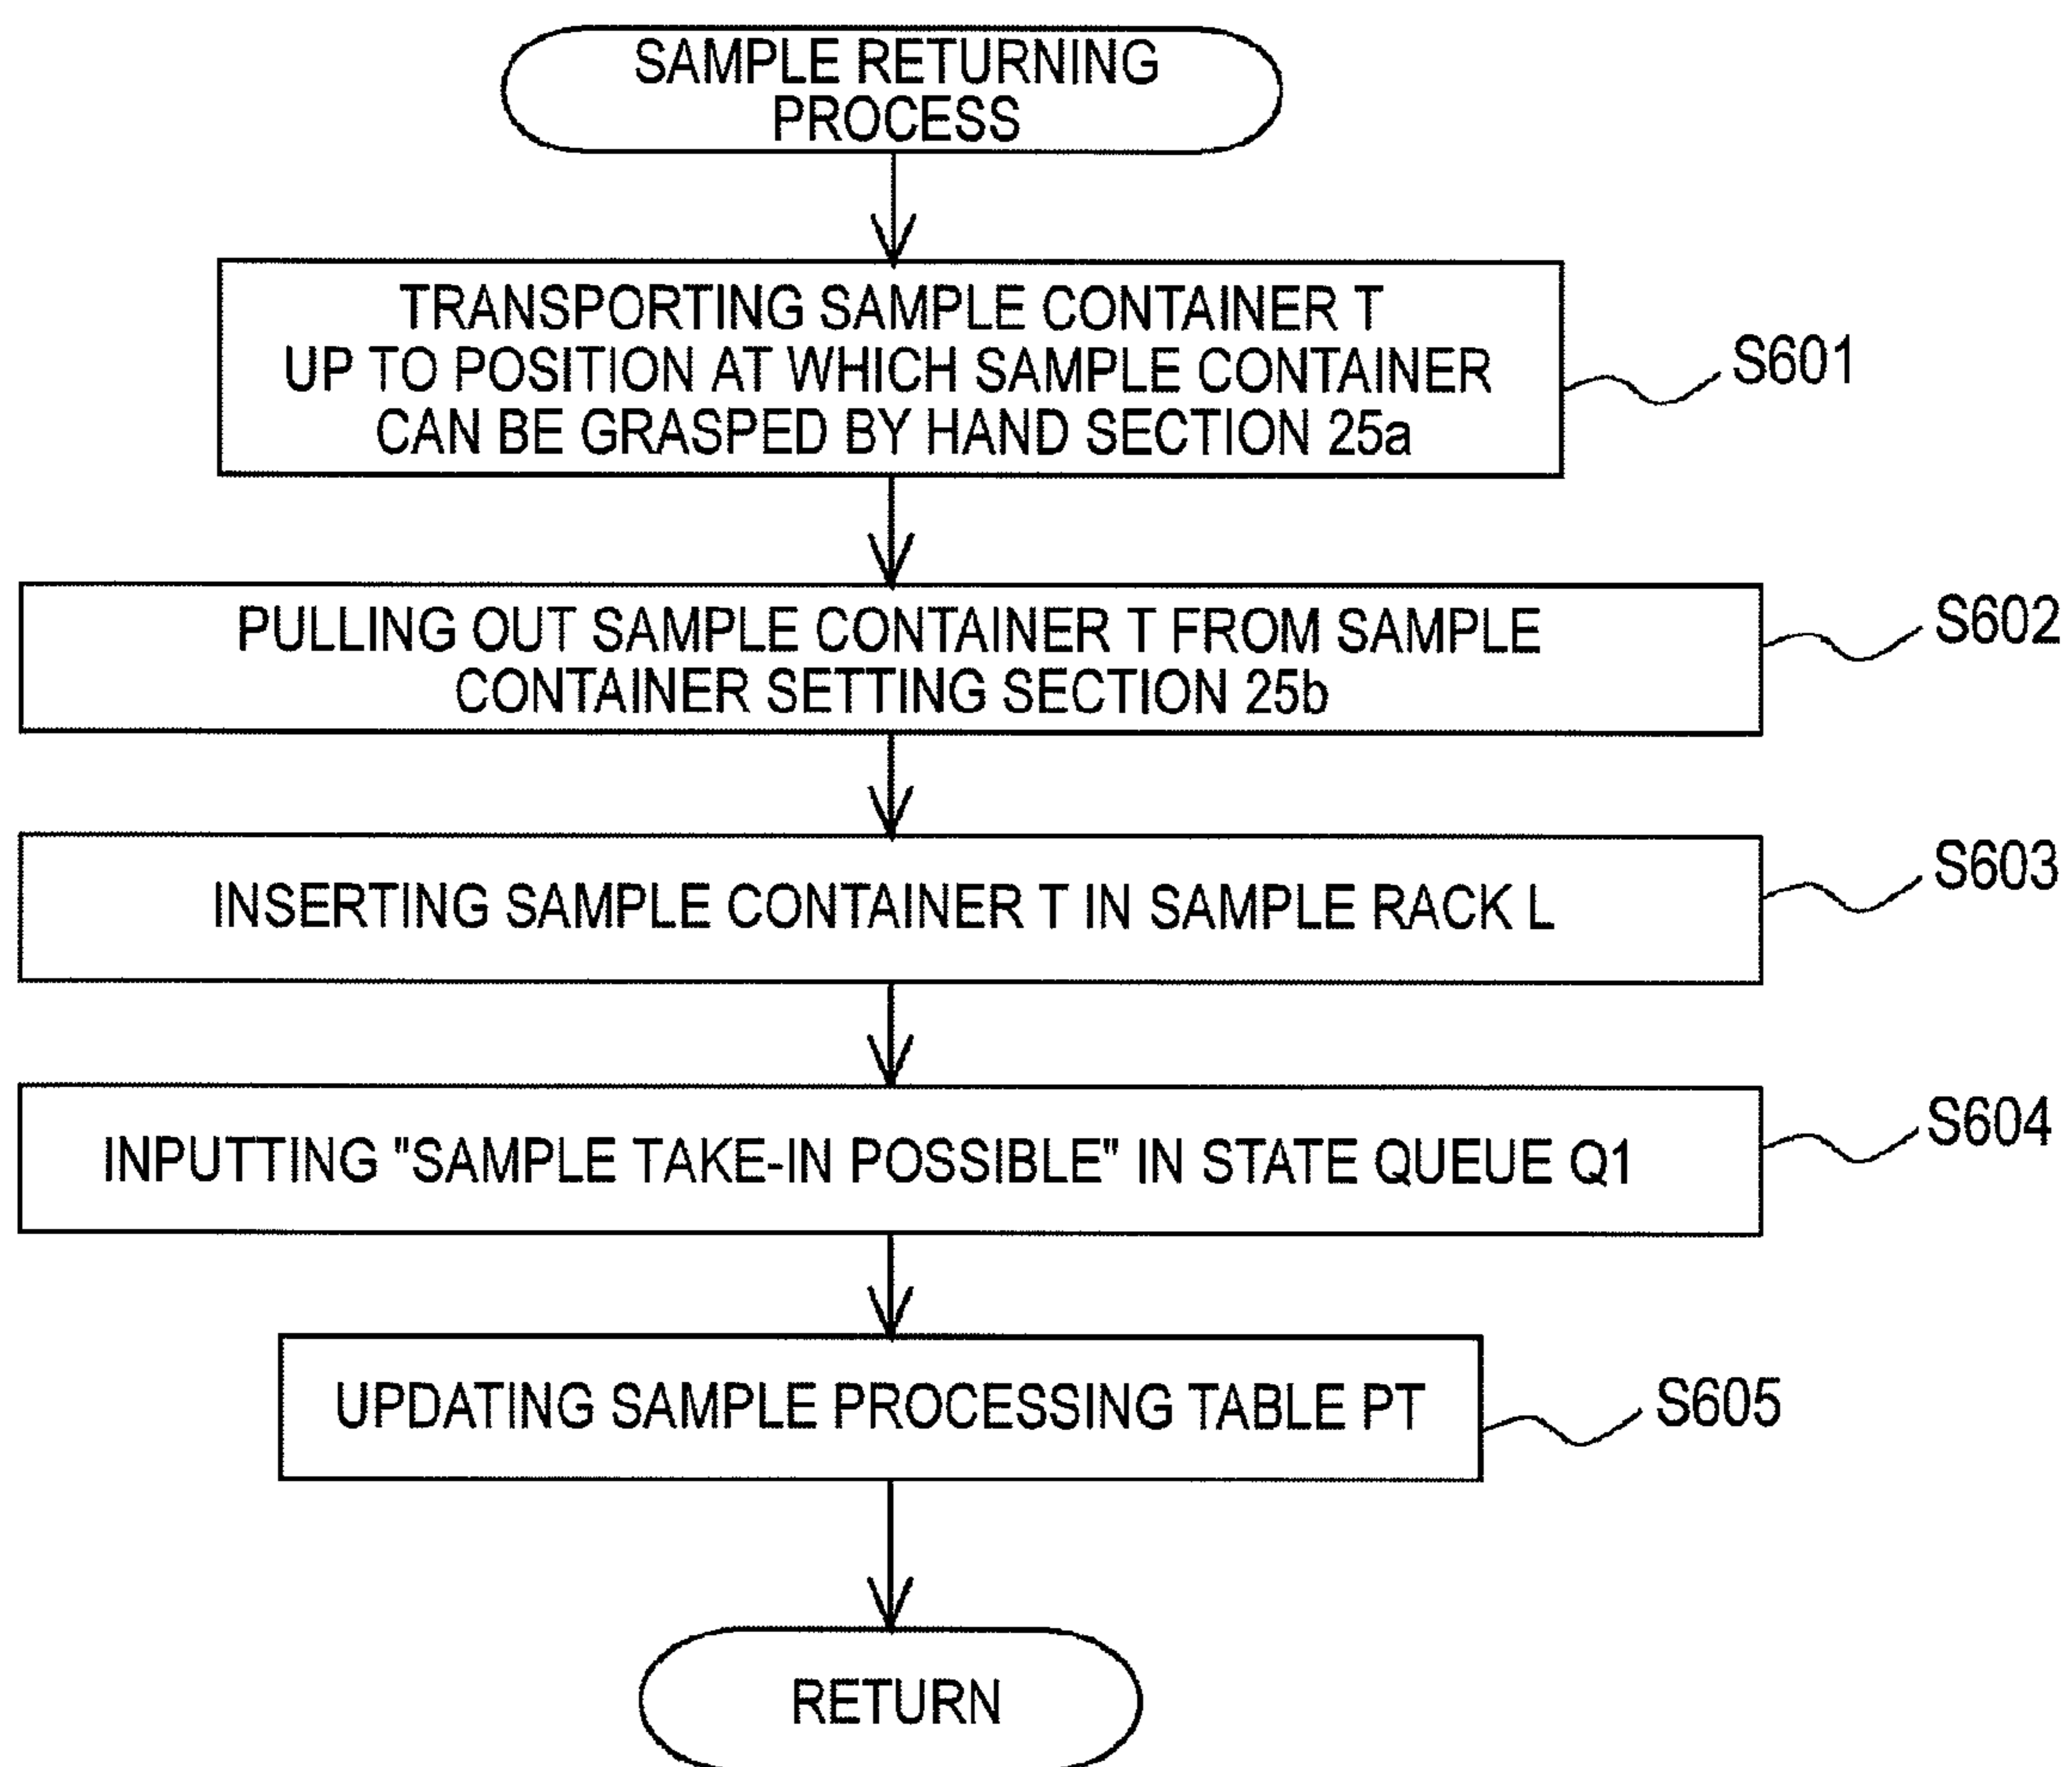 SAMPLE RETURNING
PROCESS
TRANSPORTING SAMPLE CONTAINER T
UP TO POSITION AT WHICH SAMPLE CONTAINER
CAN BE GRASPED BY HAND SECTION 25a
S601
PULLING OUT SAMPLE CONTAINER T FROM SAMPLE
CONTAINER SETTING SECTION 25b
S602
INSERTING SAMPLE CONTAINER T IN SAMPLE RACK L
S603
INPUTTING "SAMPLE TAKE-IN POSSIBLE" IN STATE QUEUE Q1
S604
UPDATING SAMPLE PROCESSING TABLE PT
S605
RETURN